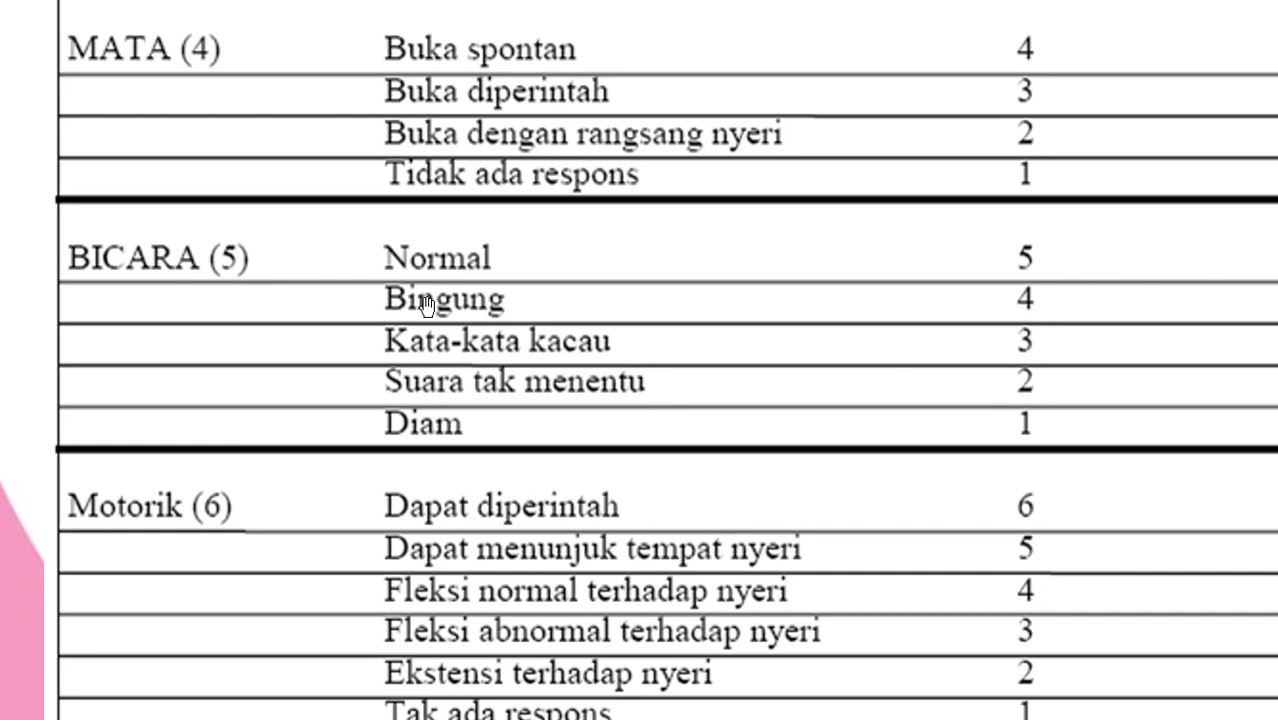 MATA (4) Buka spontan 4
Buka diperintah 3
Buka dengan rangsang nyeri 2
Tidak ada respons 1
BICARA (5) Normal 5
Bingung 4
Kata-kata kacau 3
Suara tak menentu 2
Diam 1
Motorik (6) Dapat diperintah 6
Dapat menunjuk tempat nyeri 5
Fleksi normal terhadap nyeri 4
Fleksi abnormal terhadap nyeri 3
Ekstensi terhadap nyeri 2
Tak ada respons 1